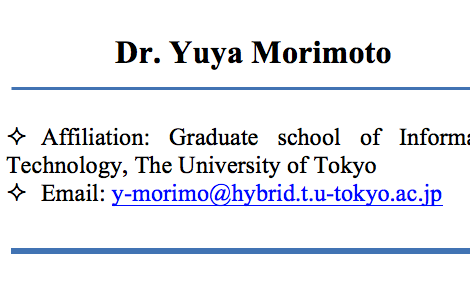 Dr. Yuya Morimoto
✧ Affiliation: Graduate school of Informa
Technology, The University of Tokyo
✧ Email: y-morimo@hybrid.t.u-tokyo.ac.jp